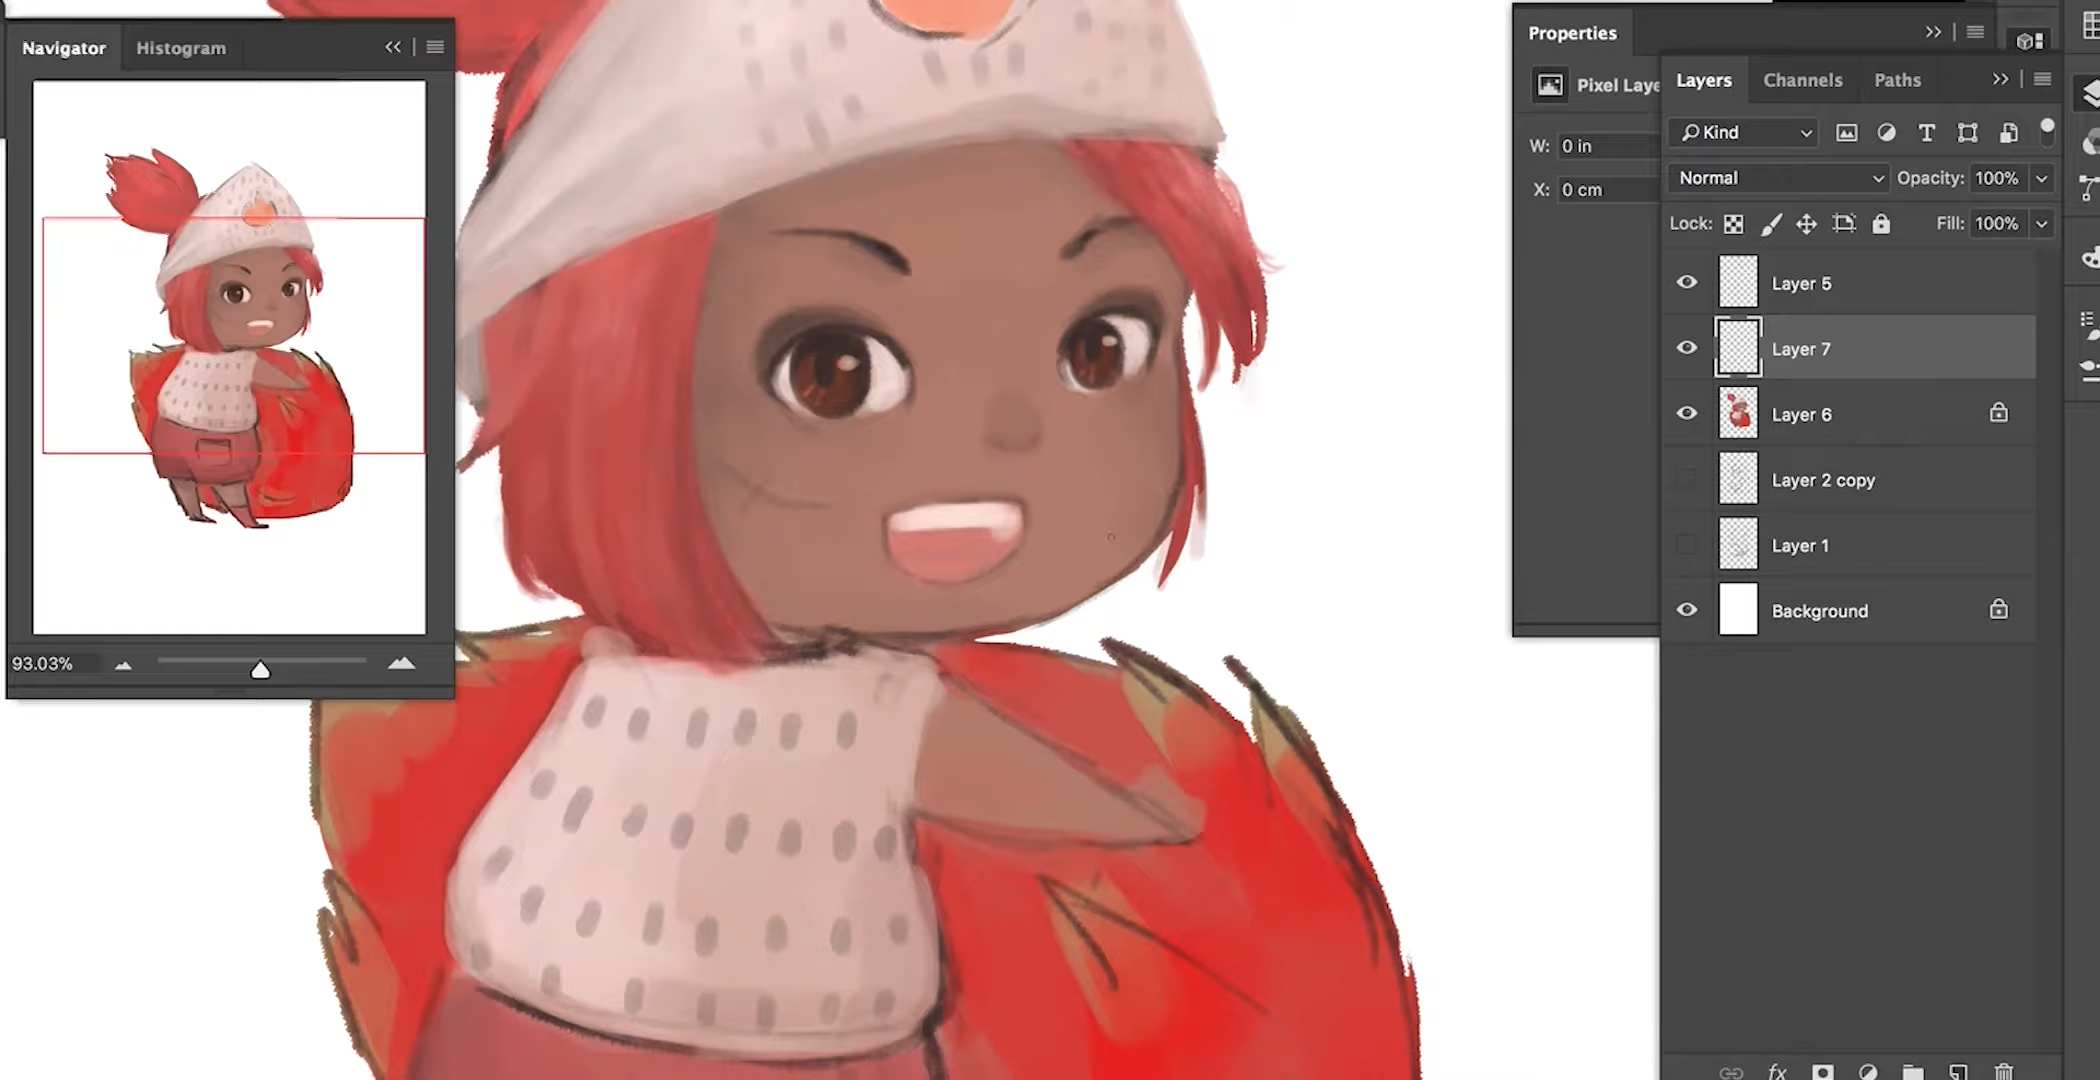 Navigator Histogram
93.03%
Properties
Pixel Laye
W: 0 in
X: 0 cm
Layers Channels Paths
Kind
Normal Opacity: 100%
Lock: Fill: 100%
Layer 5
Layer 7
Layer 6
Layer 2 copy
Layer 1
Background
fx